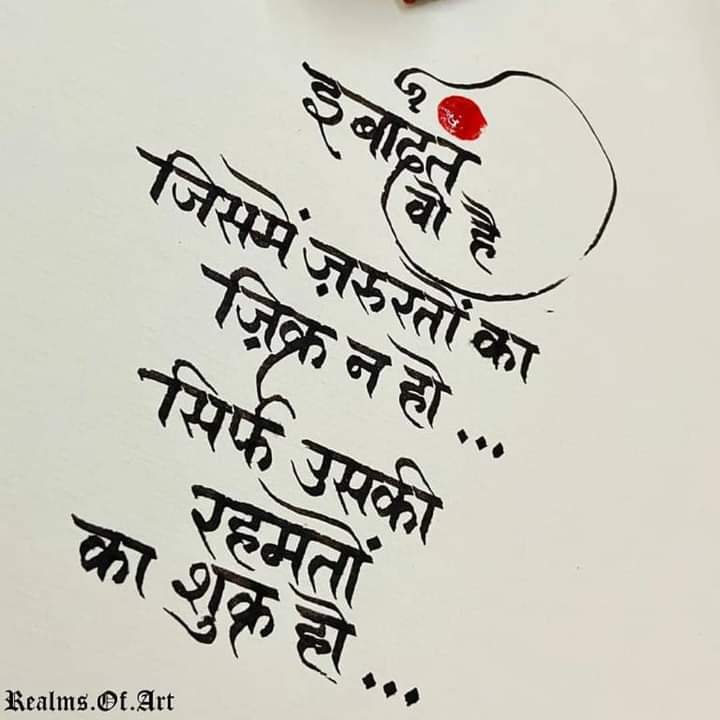 इबादत
वो है
जिसमें ज़रुरतों का
ज़िक्र न हो ...
सिर्फ उसकी
रहमतों
का शुक्र हो ...
Realms.Of.Art